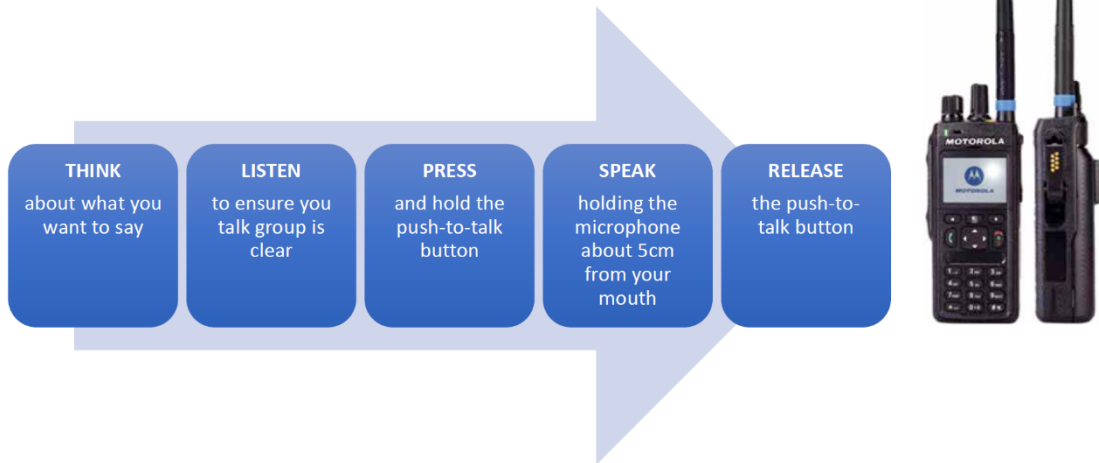 THINK
about what you
want to say
LISTEN
to ensure you
talk group is
clear
PRESS
and hold the
push-to-talk
button
SPEAK
holding the
microphone
about 5cm
from your
mouth
RELEASE
the push-to-
talk button
MOTOROLA
MOTOROLA